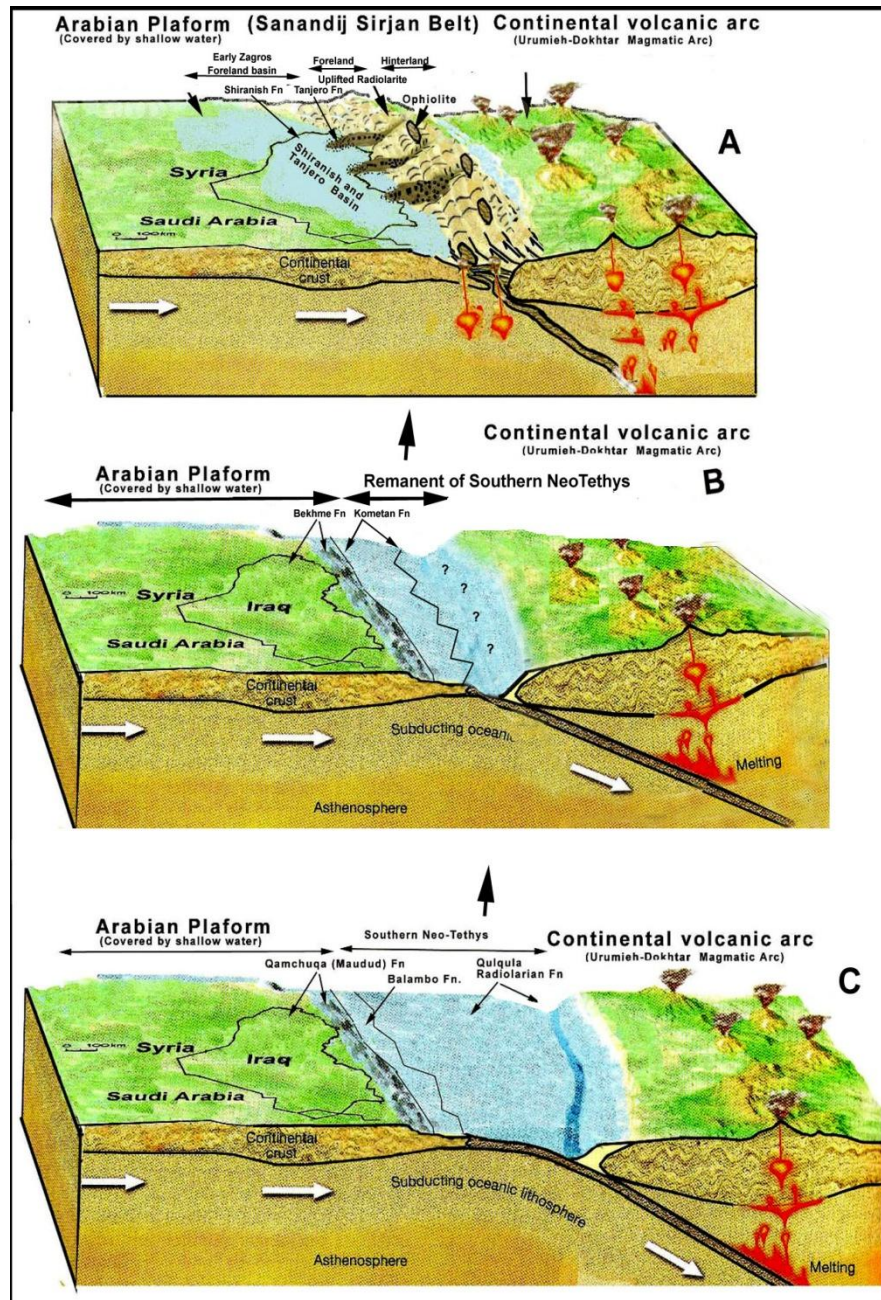 Arabian Plaform (Sanandij Sirjan Belt) Continental volcanic arc
(Covered by shallow water) (Urumieh-Dokhtar Magmatic Arc)
Early Zagros Foreland Hinterland
Foreland basin Uplifted Radiolarite
Shiranish Fn Tanjero Fn Ophiolite
A
Shiranish and
Tanjero Basin
Syria
Saudi Arabia
0 100km
Continental
crust
Continental volcanic arc
(Urumieh-Dokhtar Magmatic Arc)
Arabian Plaform
(Covered by shallow water)
Remanent of Southern NeoTethys
B
Bekhme Fn Kometan Fn
? ? ? ?
Syria
0 100km
Iraq
Saudi Arabia
Continental
crust
Subducting oceanic
Melting
Asthenosphere
Arabian Plaform Southern Neo-Tethys Continental volcanic arc
(Covered by shallow water) (Urumieh-Dokhtar Magmatic Arc)
Qamchuqa (Maudud) Fn Qulqula
Balambo Fn. Radiolarian Fn
C
Syria
0 100km
Iraq
Saudi Arabia
Continental
crust
Subducting oceanic lithosphere
Asthenosphere
Melting